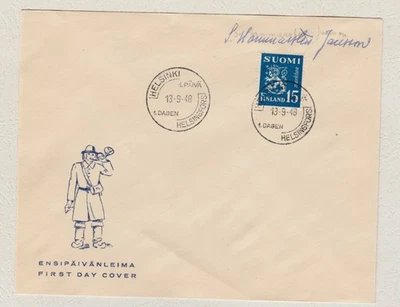 Jansson
SUOMI
FINLAND 15
HELSINKI
1.PÄIVÄ
13-9-48
1.DAGEN
HELSINGFORS
13-9-48
1.DAGEN
HELSINGFORS
ENSIPÄIVÄNLEIMA
FIRST DAY COVER